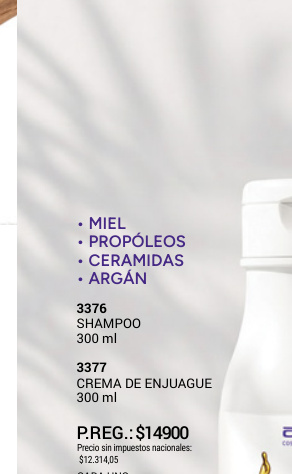 • MIEL
• PROPÓLEOS
• CERAMIDAS
• ARGÁN
3376
SHAMPOO
300 ml
3377
CREMA DE ENJUAGUE
300 ml
P.REG.: $14900
Precio sin impuestos nacionales:
$12.314,05